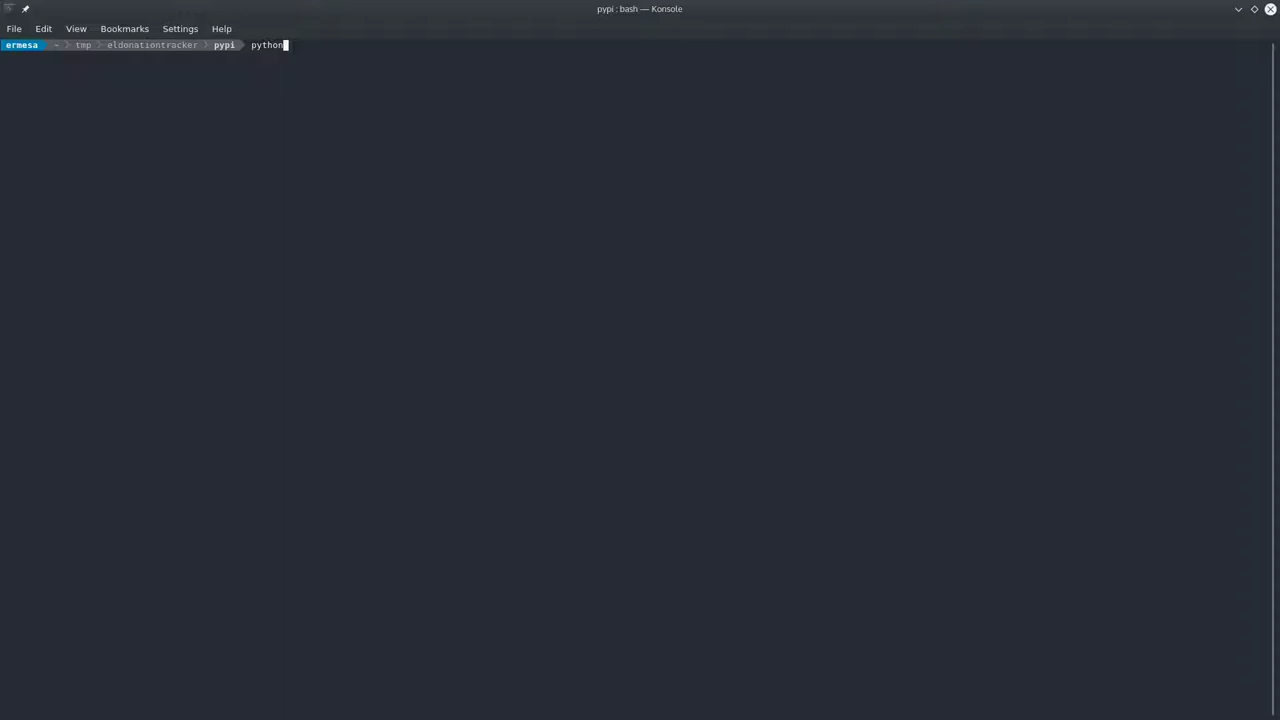 pypi : bash — Konsole
File Edit View Bookmarks Settings Help
ermesa ~ tmp eldonationtracker pypi python